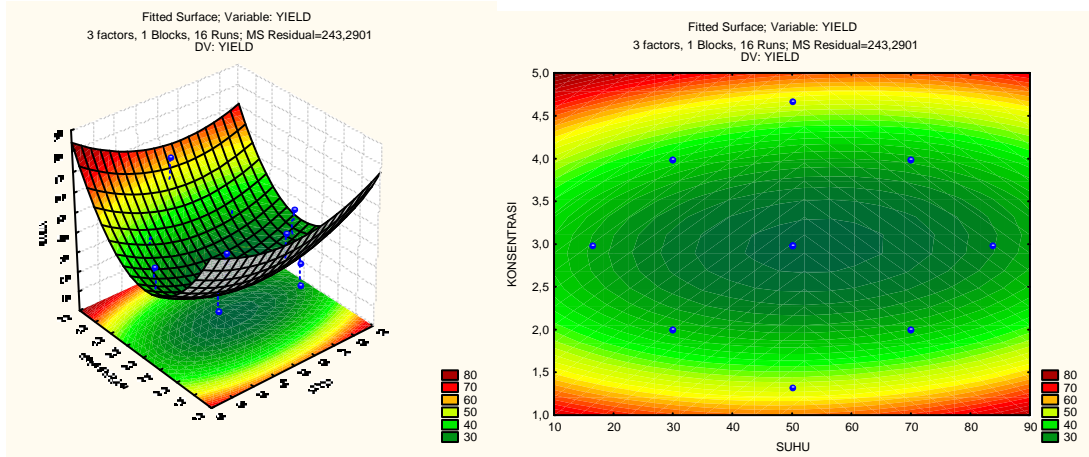 Fitted Surface; Variable: YIELD
3 factors, 1 Blocks, 16 Runs; MS Residual=243,2901
DV: YIELD
80
70
60
50
40
30
Fitted Surface; Variable: YIELD
3 factors, 1 Blocks, 16 Runs; MS Residual=243,2901
DV: YIELD
5,0
4,5
4,0
3,5
3,0
2,5
2,0
1,5
1,0
KONSENTRASI
10 20 30 40 50 60 70 80 90
SUHU
80
70
60
50
40
30